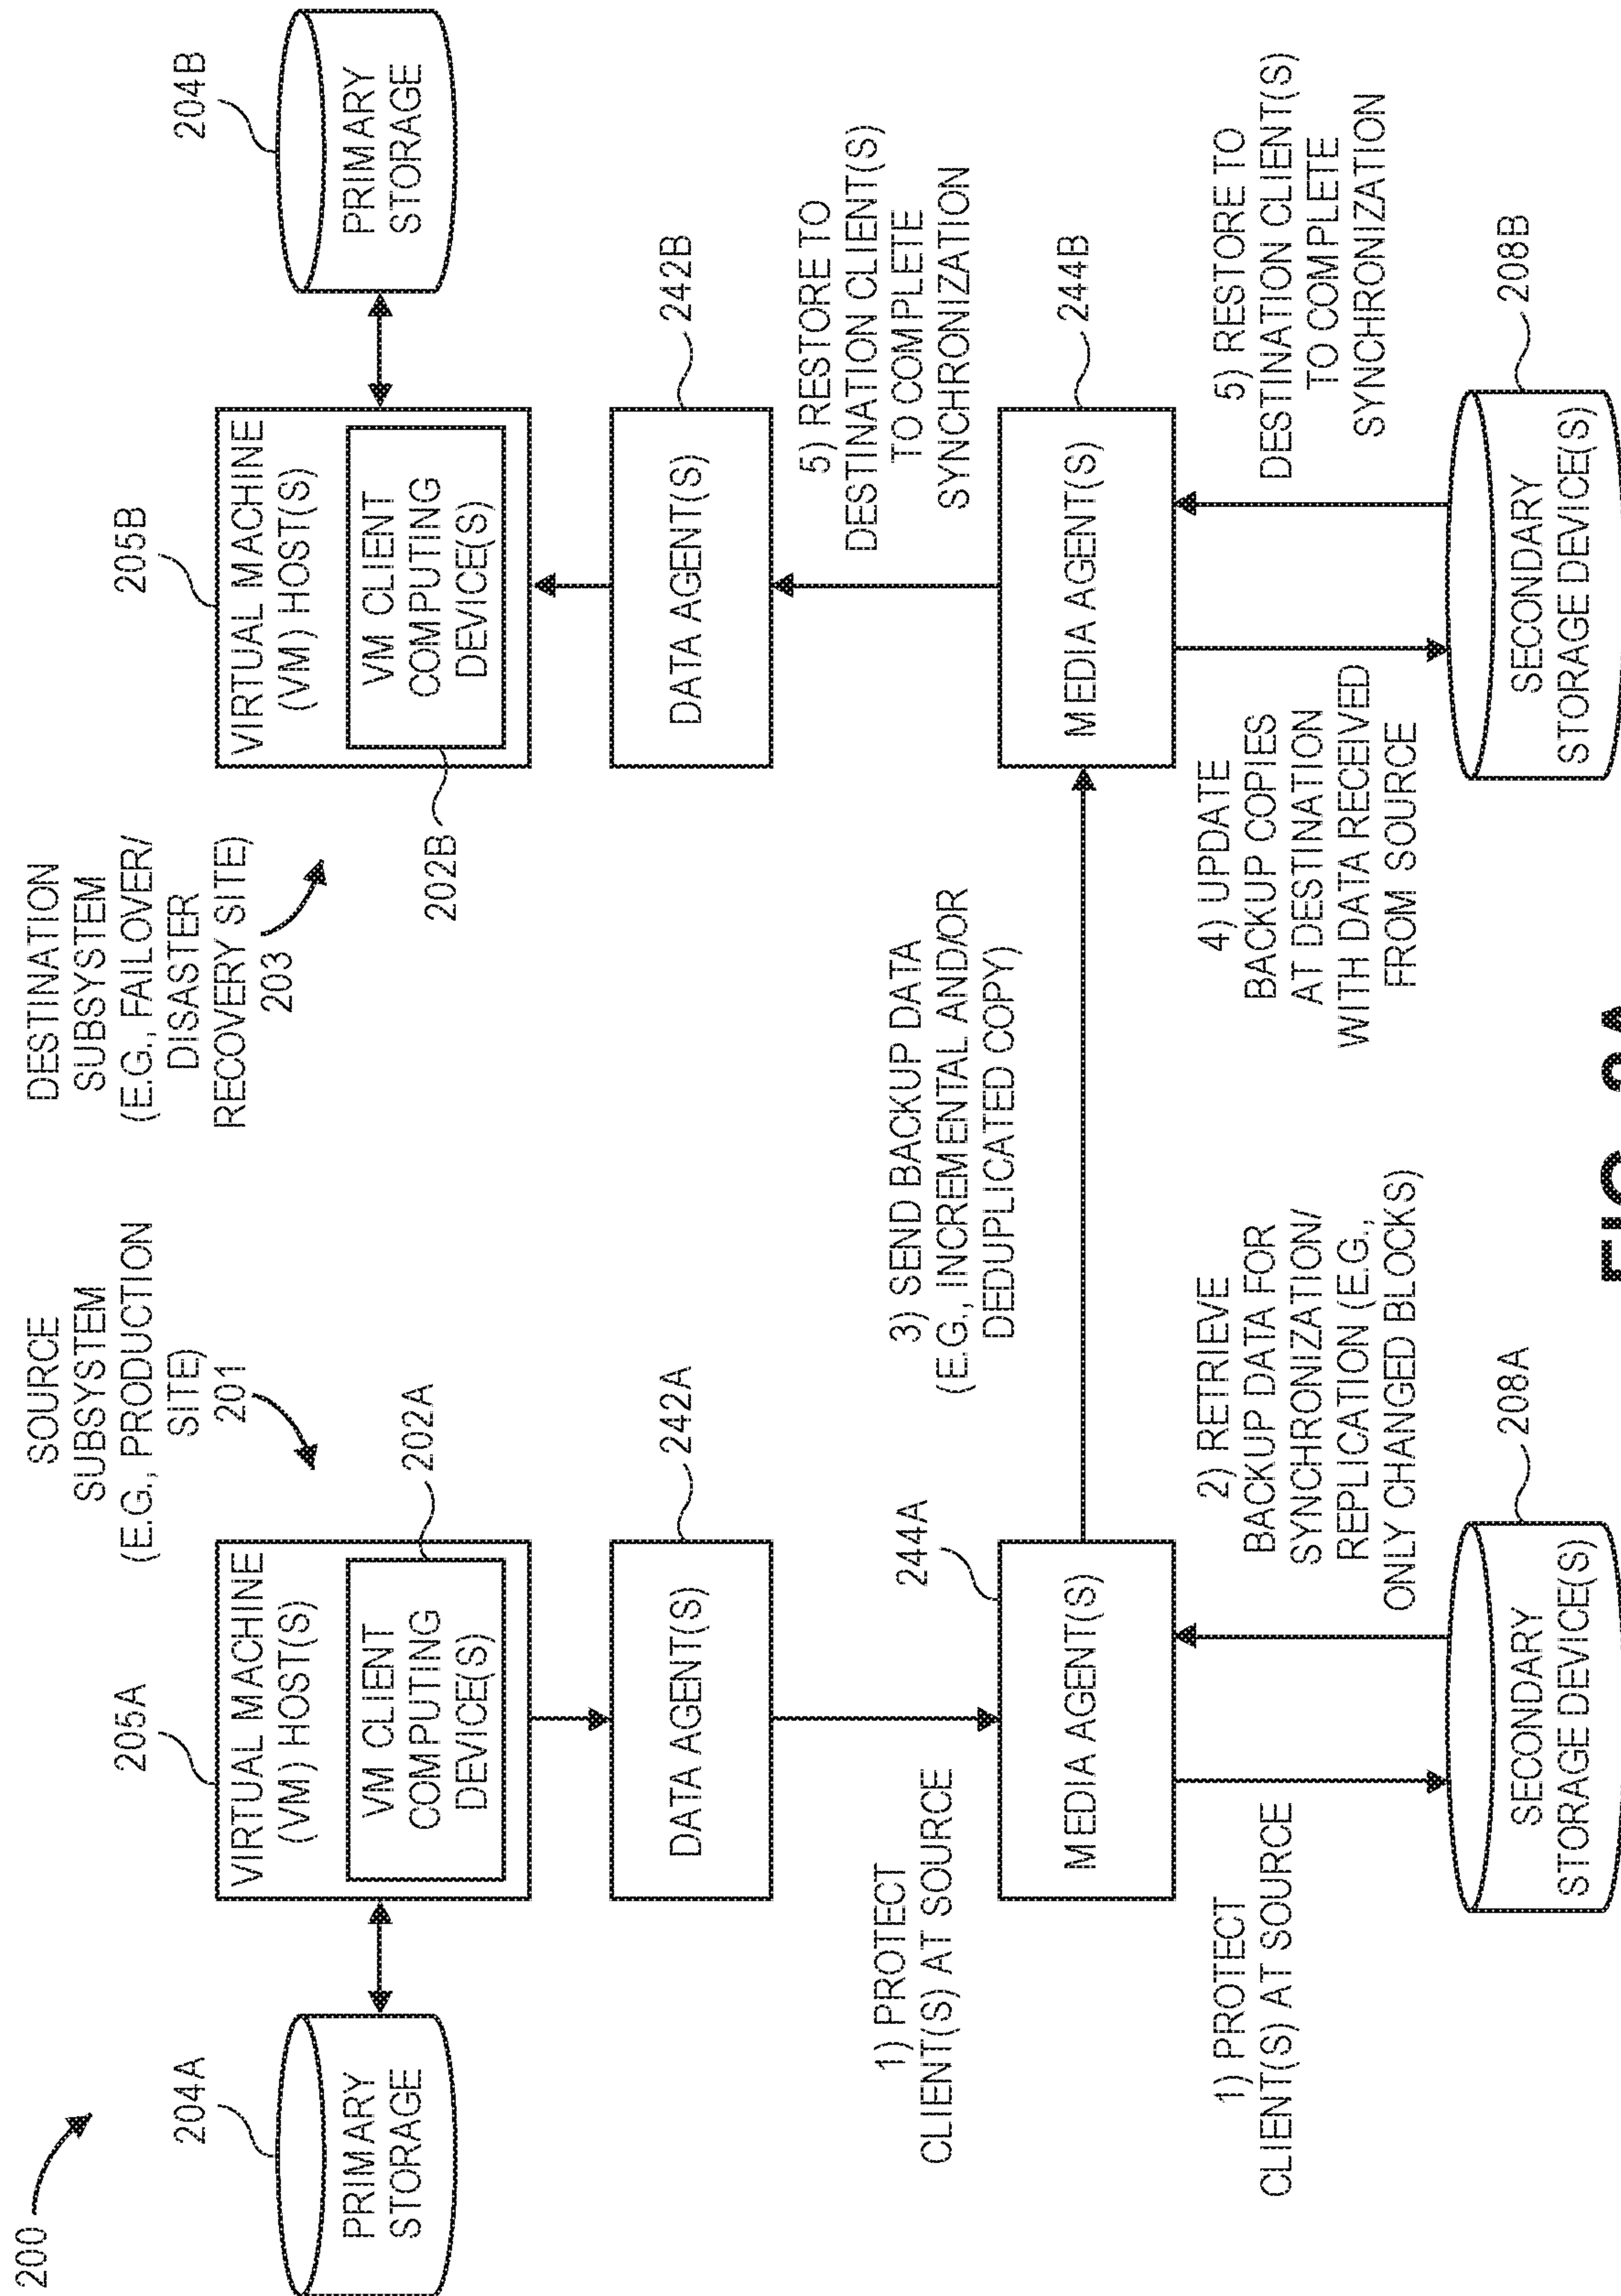 200
SOURCE
SUBSYSTEM
(E.G., PRODUCTION
SITE)
201
DESTINATION
SUBSYSTEM
(E.G., FAILOVER/
DISASTER
RECOVERY SITE)
203
204A
PRIMARY
STORAGE
205A
VIRTUAL MACHINE
(VM) HOST(S)
VM CLIENT
COMPUTING
DEVICE(S)
202A
205B
VIRTUAL MACHINE
(VM) HOST(S)
VM CLIENT
COMPUTING
DEVICE(S)
202B
204B
PRIMARY
STORAGE
DATA AGENT(S)
242A
DATA AGENT(S)
242B
1) PROTECT
CLIENT(S) AT SOURCE
3) SEND BACKUP DATA
(E.G., INCREMENTAL AND/OR
DEDUPLICATED COPY)
5) RESTORE TO
DESTINATION CLIENT(S)
TO COMPLETE
SYNCHRONIZATION
MEDIA AGENT(S)
244A
MEDIA AGENT(S)
244B
1) PROTECT
CLIENT(S) AT SOURCE
2) RETRIEVE
BACKUP DATA FOR
SYNCHRONIZATION/
REPLICATION (E.G.,
ONLY CHANGED BLOCKS)
4) UPDATE
BACKUP COPIES
AT DESTINATION
WITH DATA RECEIVED
FROM SOURCE
5) RESTORE TO
DESTINATION CLIENT(S)
TO COMPLETE
SYNCHRONIZATION
SECONDARY
STORAGE DEVICE(S)
208A
SECONDARY
STORAGE DEVICE(S)
208B